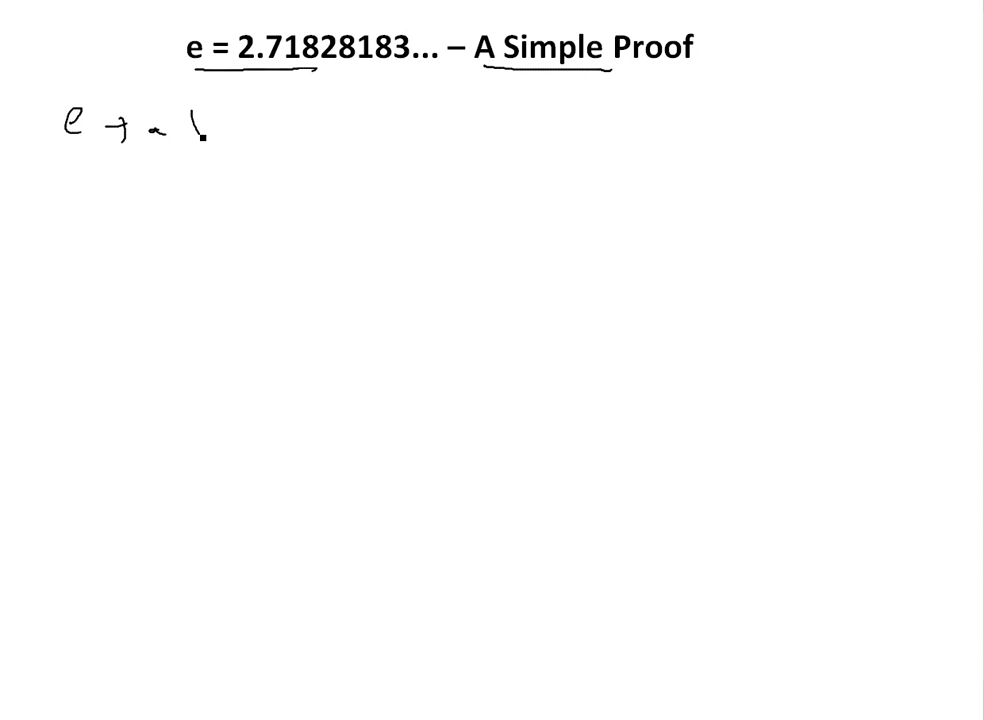 e = 2.71828183... – A Simple Proof
e →